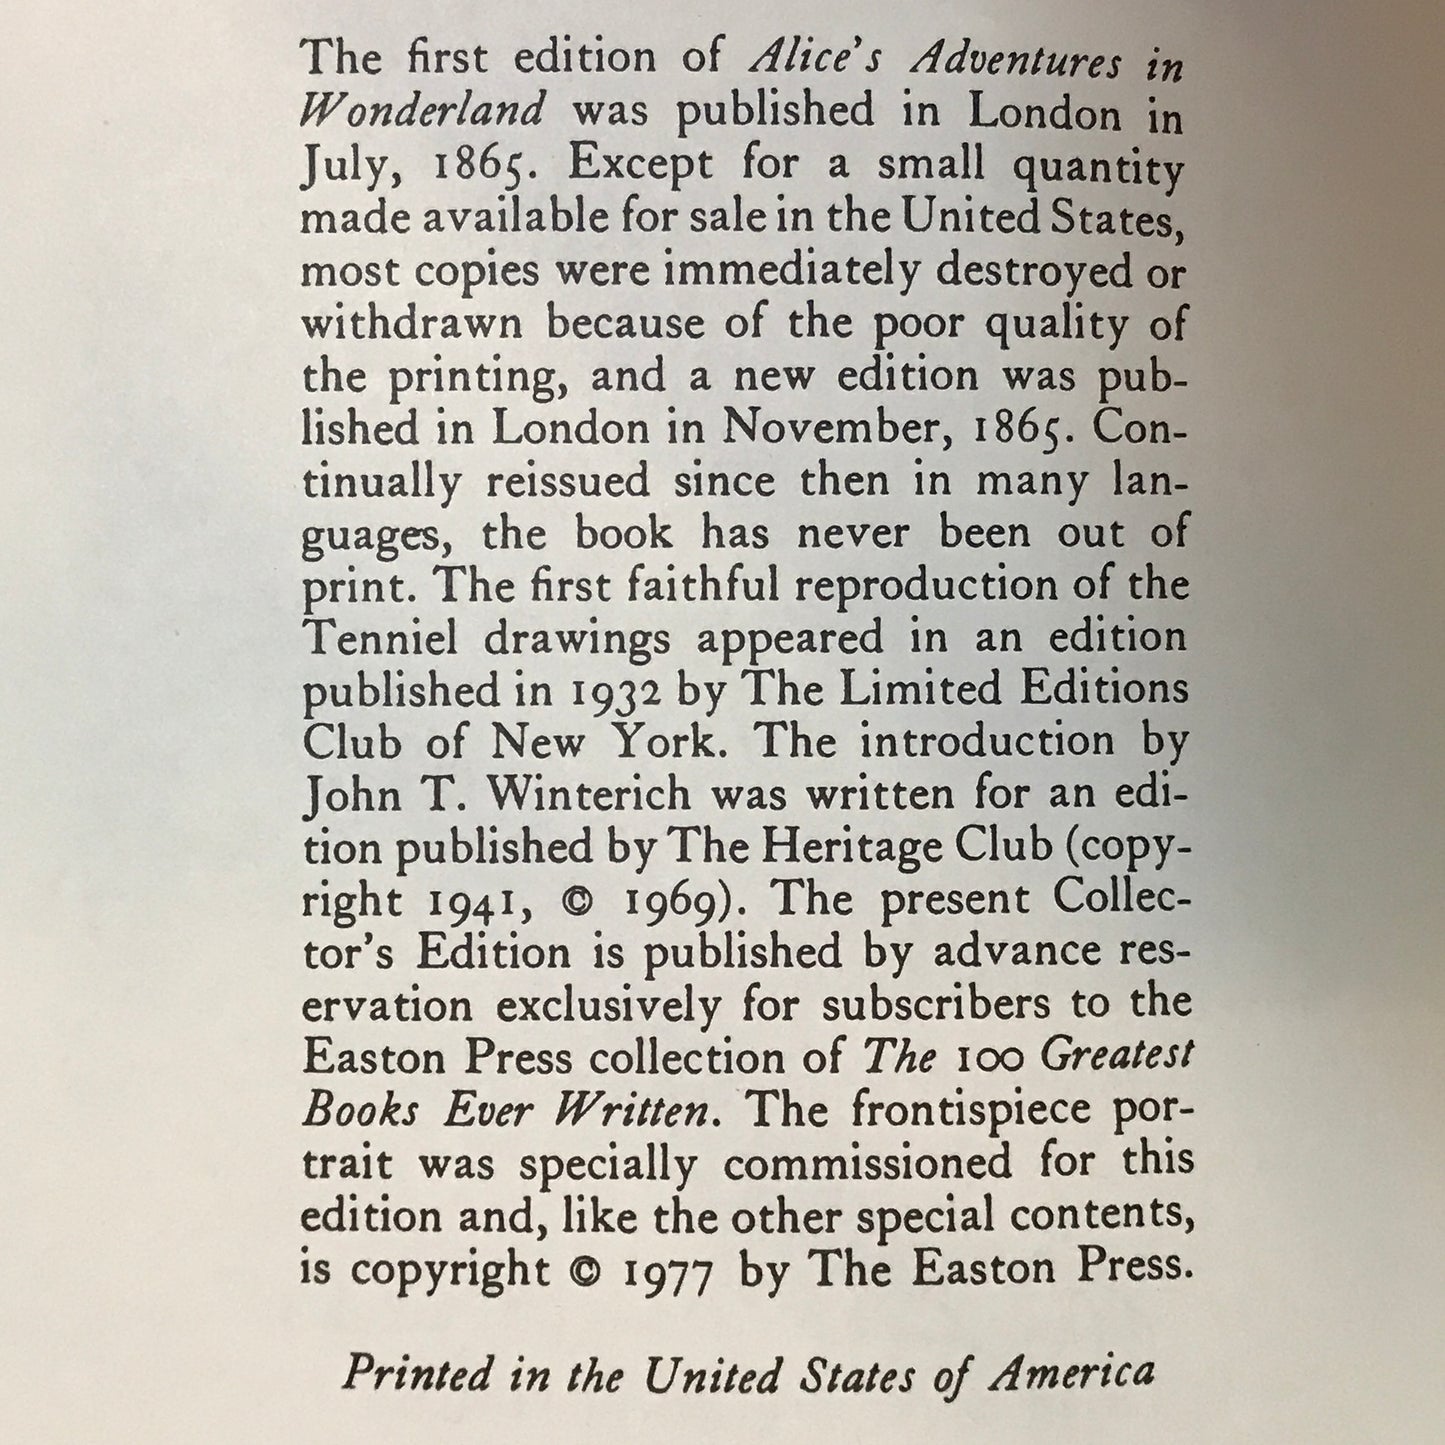 The first edition of Alice's Adventures in
Wonderland was published in London in
July, 1865. Except for a small quantity
made available for sale in the United States,
most copies were immediately destroyed or
withdrawn because of the poor quality of
the printing, and a new edition was pub-
lished in London in November, 1865. Con-
tinually reissued since then in many lan-
guages, the book has never been out of
print. The first faithful reproduction of the
Tenniel drawings appeared in an edition
published in 1932 by The Limited Editions
Club of New York. The introduction by
John T. Winterich was written for an edi-
tion published by The Heritage Club (copy-
right 1941, © 1969). The present Collec-
tor's Edition is published by advance res-
ervation exclusively for subscribers to the
Easton Press collection of The 100 Greatest
Books Ever Written. The frontispiece por-
trait was specially commissioned for this
edition and, like the other special contents,
is copyright © 1977 by The Easton Press.
Printed in the United States of America